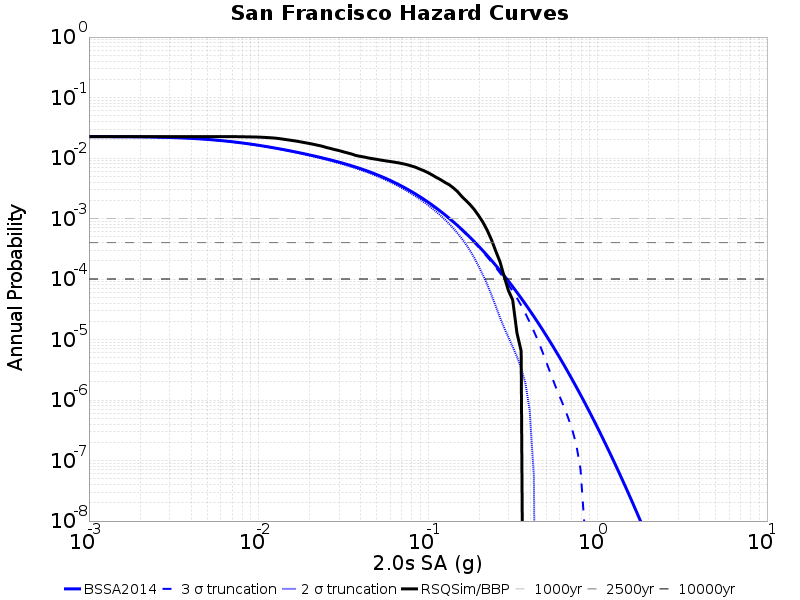 San Francisco Hazard Curves
10^0
10^-1
10^-2
10^-3
10^-4
10^-5
10^-6
10^-7
10^-8
Annual Probability
10^-3 10^-2 10^-1 10^0 10^1
2.0s SA (g)
BSSA2014 3 σ truncation 2 σ truncation RSQSim/BBP 1000yr 2500yr 10000yr